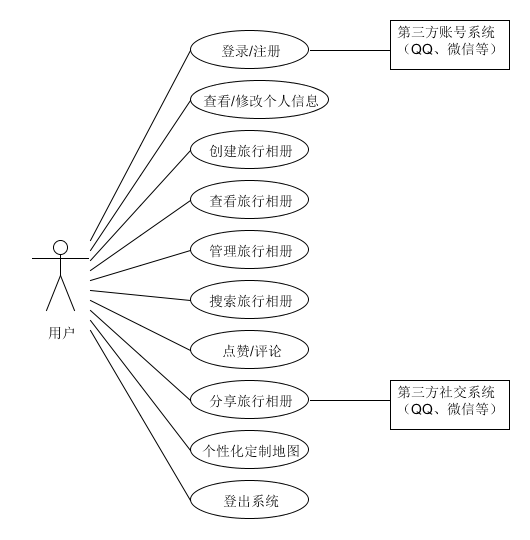 登录/注册
第三方账号系统
（QQ、微信等）
查看/修改个人信息
创建旅行相册
查看旅行相册
管理旅行相册
搜索旅行相册
用户
点赞/评论
分享旅行相册
第三方社交系统
（QQ、微信等）
个性化定制地图
登出系统